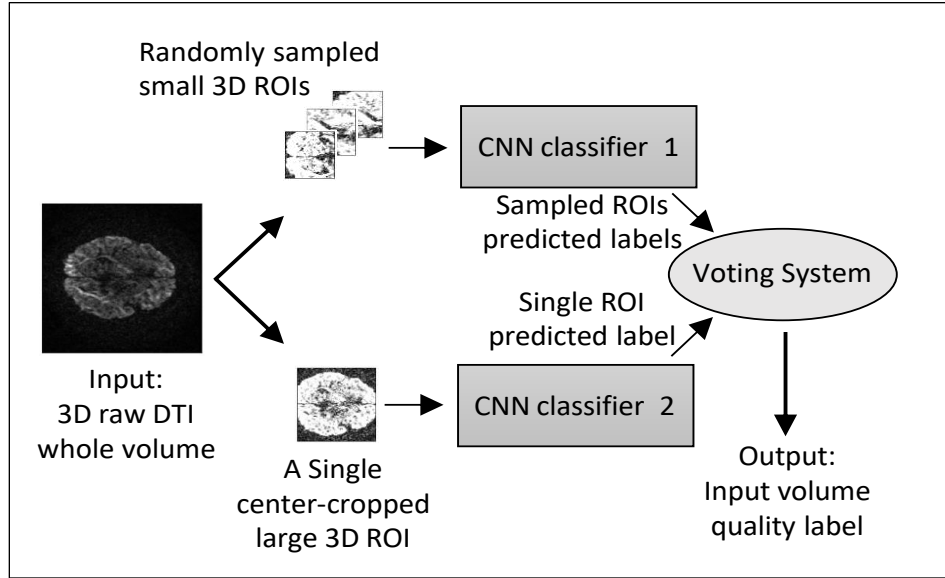 Randomly sampled
small 3D ROIs
CNN classifier 1
Sampled ROIs
predicted labels
Voting System
Single ROI
predicted label
Input:
3D raw DTI
whole volume
CNN classifier 2
A Single
center-cropped
large 3D ROI
Output:
Input volume
quality label